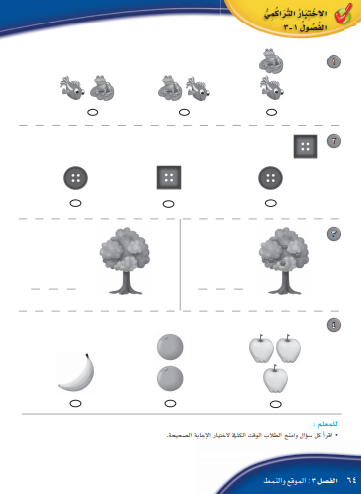 الاختبار التراكمي
الفصول ١-٣
١
٢
٣
٤
للمعلم :
• اقرأ كل سؤال وامنح الطلاب الوقت الكافي لاختيار الإجابة الصحيحة.
٦٤ الفصل ٣ : الموقع والنمط